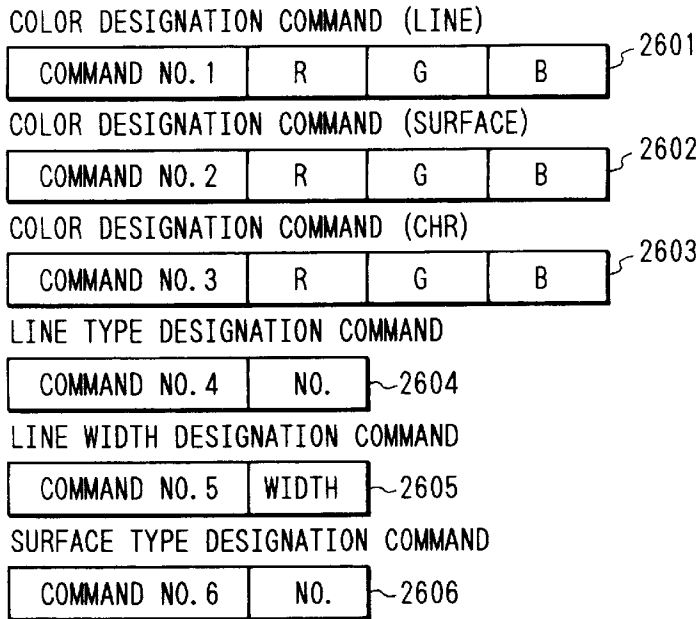 COLOR DESIGNATION COMMAND (LINE)
COMMAND NO. 1 R G B 2601
COLOR DESIGNATION COMMAND (SURFACE)
COMMAND NO. 2 R G B 2602
COLOR DESIGNATION COMMAND (CHR)
COMMAND NO. 3 R G B 2603
LINE TYPE DESIGNATION COMMAND
COMMAND NO. 4 NO. 2604
LINE WIDTH DESIGNATION COMMAND
COMMAND NO. 5 WIDTH 2605
SURFACE TYPE DESIGNATION COMMAND
COMMAND NO. 6 NO. 2606